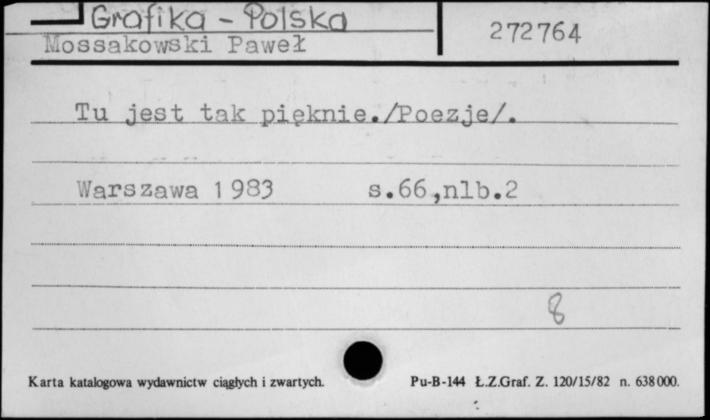 Grafika - Polska
272764
Mossakowski Paweł
Tu jest tak pięknie./Poezje/.
Warszawa 1983 s.66,nlb.2
8
Karta katalogowa wydawnictw ciągłych i zwartych. Pu-B-144 Ł.Z.Graf. Z. 120/15/82 n. 638000.